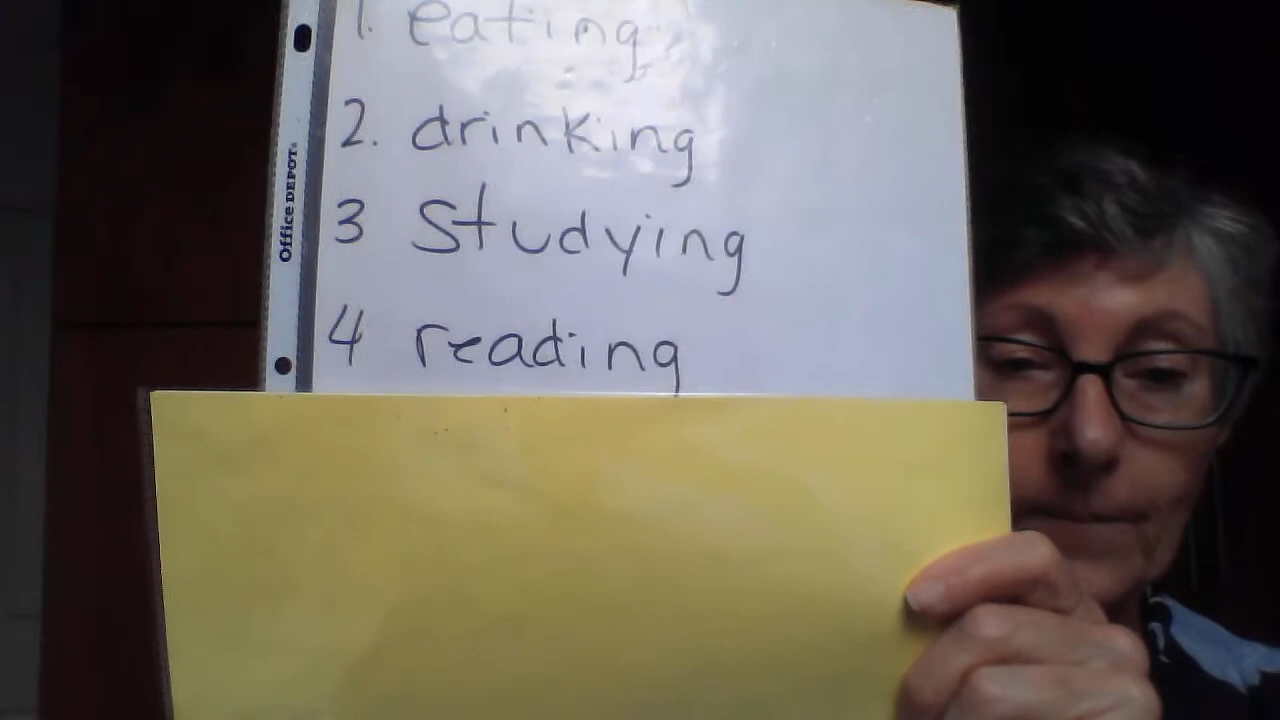 1. eating
2. drinking
3 Studying
4 reading
Office DEPOT